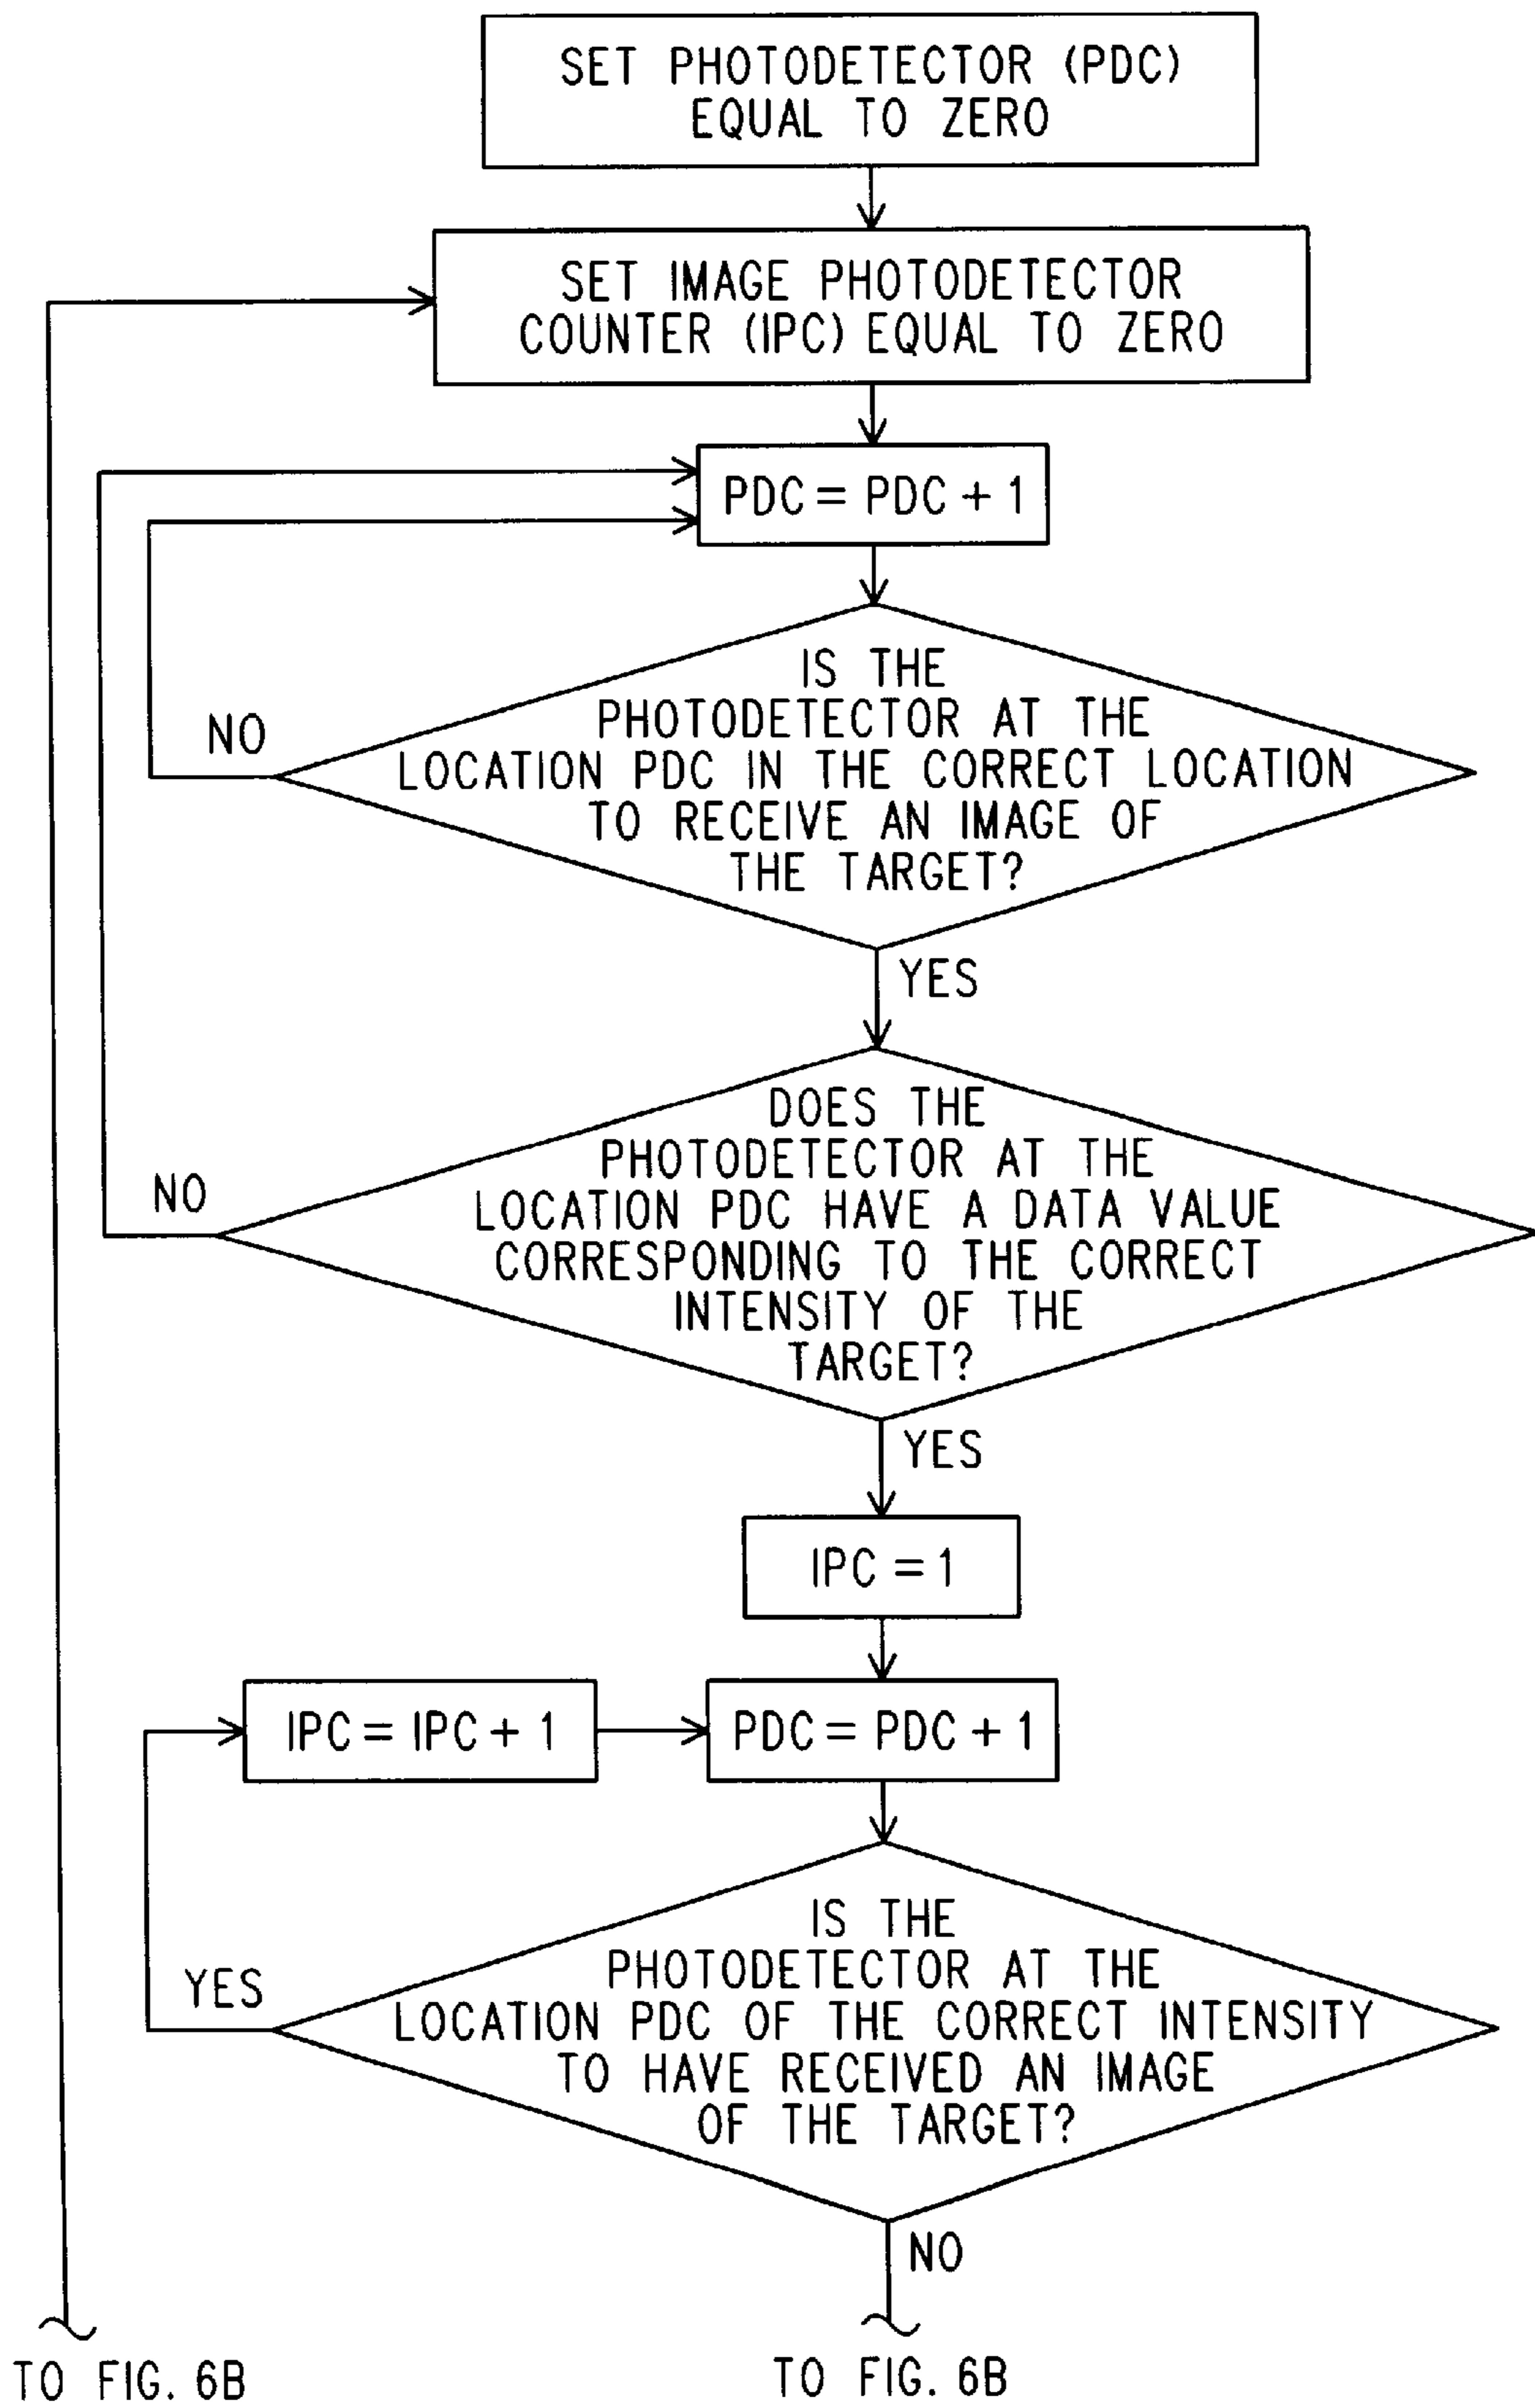 SET PHOTODETECTOR (PDC)
EQUAL TO ZERO
SET IMAGE PHOTODETECTOR
COUNTER (IPC) EQUAL TO ZERO
PDC = PDC + 1
IS THE
PHOTODETECTOR AT THE
LOCATION PDC IN THE CORRECT LOCATION
TO RECEIVE AN IMAGE OF
THE TARGET?
NO
YES
DOES THE
PHOTODETECTOR AT THE
LOCATION PDC HAVE A DATA VALUE
CORRESPONDING TO THE CORRECT
INTENSITY OF THE
TARGET?
NO
YES
IPC = 1
IPC = IPC + 1
PDC = PDC + 1
IS THE
PHOTODETECTOR AT THE
LOCATION PDC OF THE CORRECT INTENSITY
TO HAVE RECEIVED AN IMAGE
OF THE TARGET?
YES
NO
TO FIG. 6B
TO FIG. 6B